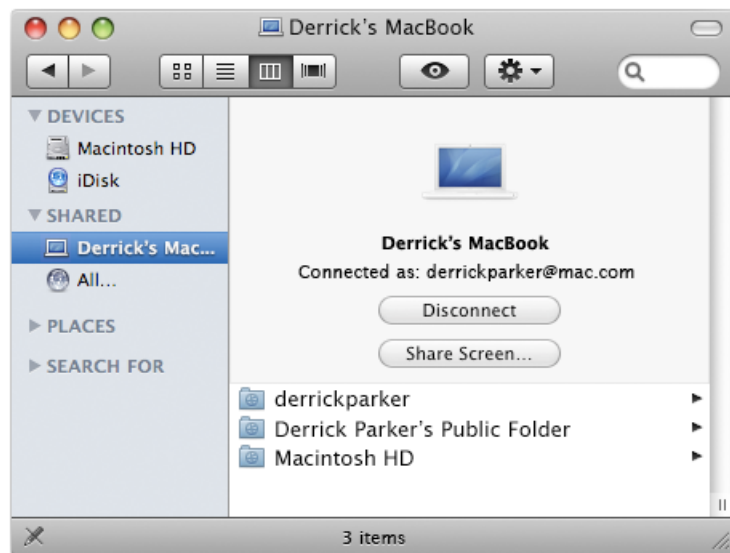 Derrick's MacBook
DEVICES
Macintosh HD
iDisk
SHARED
Derrick's Mac...
All...
PLACES
SEARCH FOR
Derrick's MacBook
Connected as: derrickparker@mac.com
Disconnect
Share Screen...
derrickparker
Derrick Parker's Public Folder
Macintosh HD
3 items